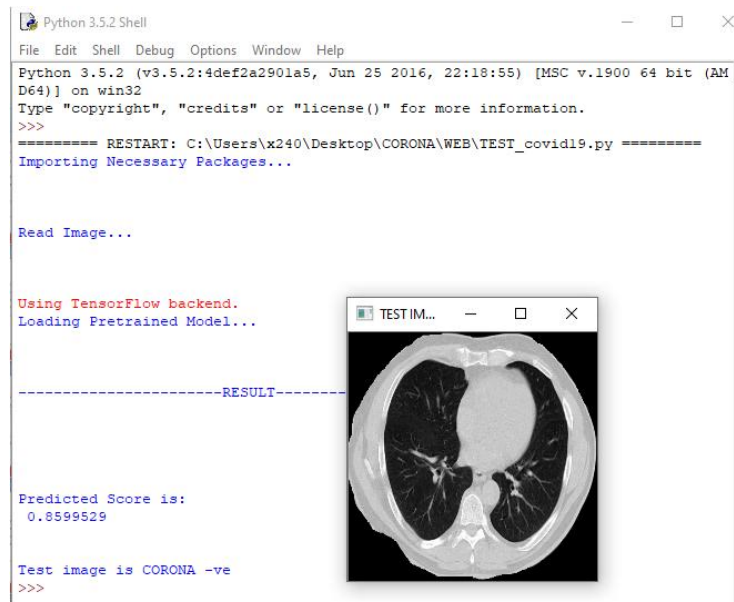 Python 3.5.2 Shell
File Edit Shell Debug Options Window Help
Python 3.5.2 (v3.5.2:4def2a2901a5, Jun 25 2016, 22:18:55) [MSC v.1900 64 bit (AM
D64)] on win32
Type "copyright", "credits" or "license()" for more information.
>>>
========= RESTART: C:\Users\x240\Desktop\CORONA\WEB\TEST_covid19.py =========
Importing Necessary Packages...
Read Image...
Using TensorFlow backend.
Loading Pretrained Model...
TEST IM...
-----------------------RESULT--------
Predicted Score is:
0.8599529
Test image is CORONA -ve
>>>